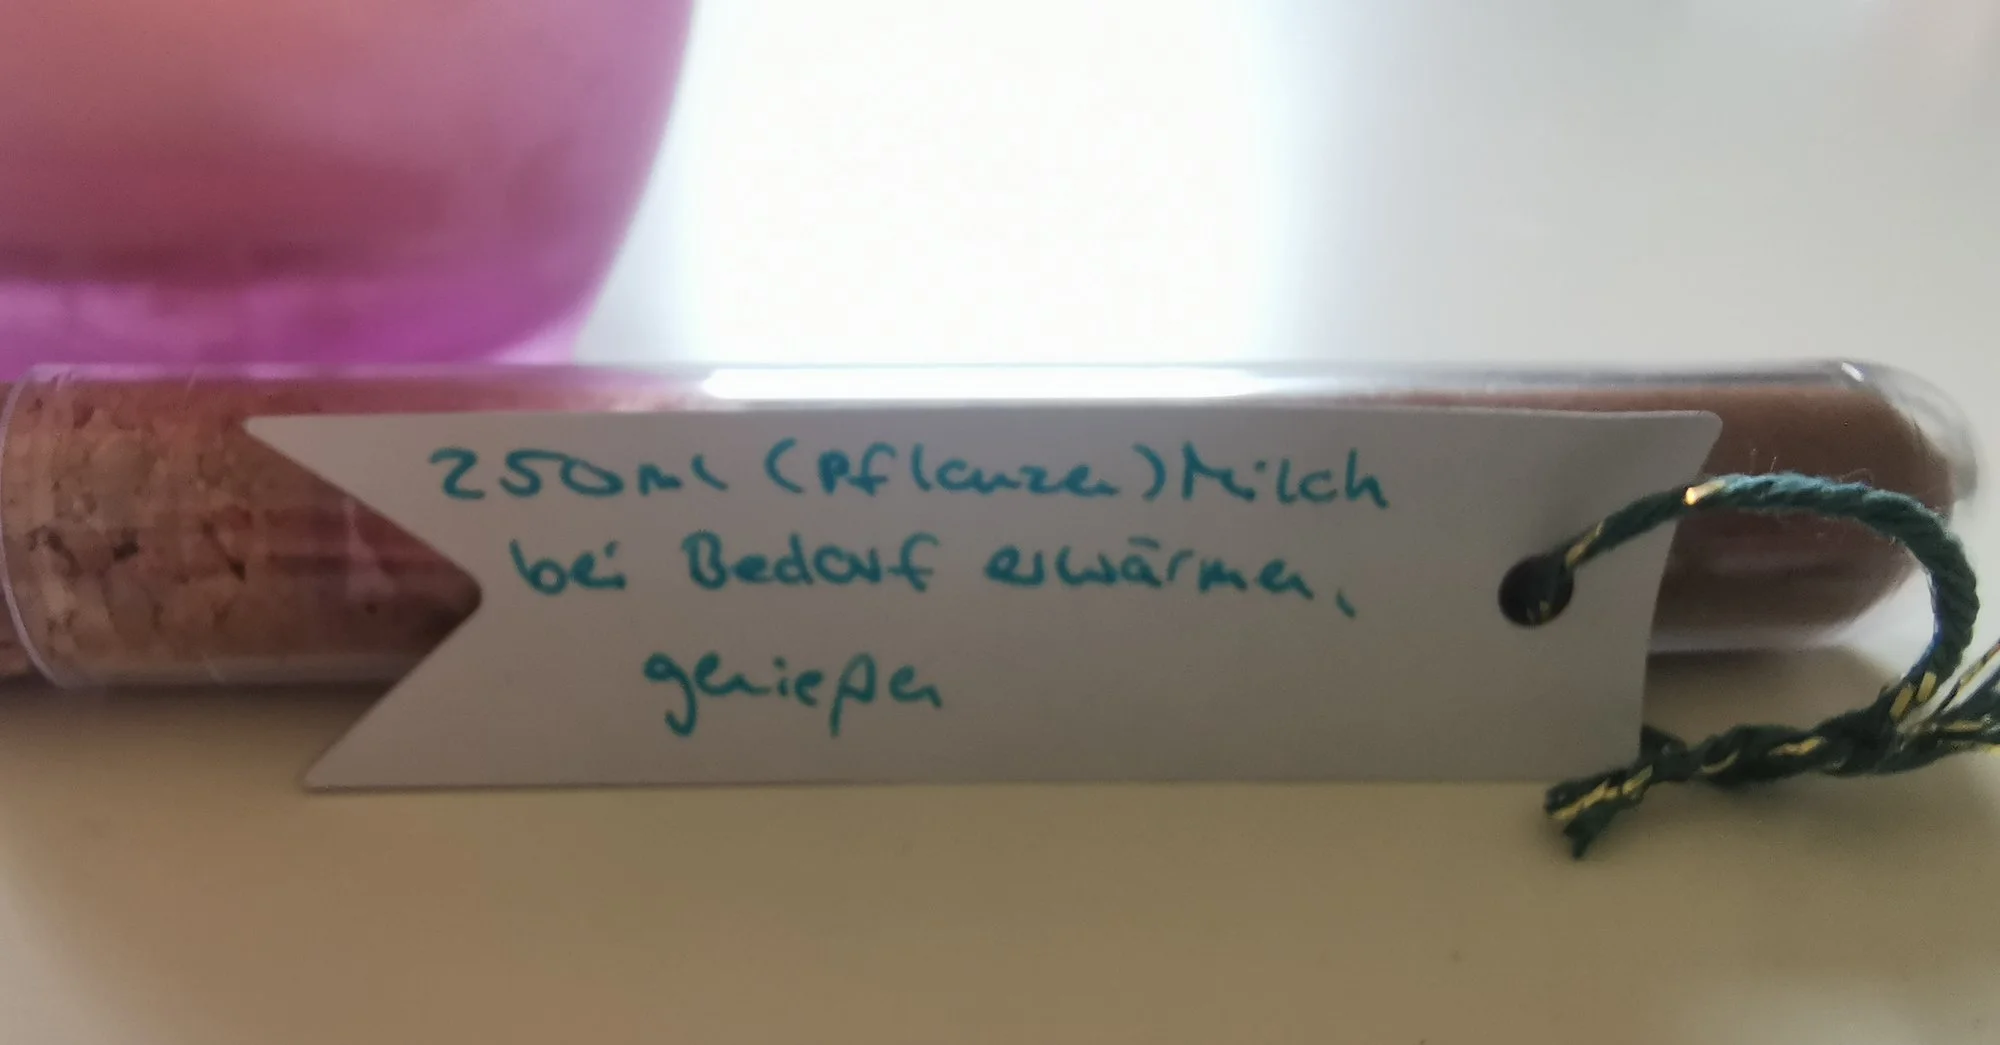 250ml (Pflanzen)Milch
bei Bedarf erwärmen,
genießen